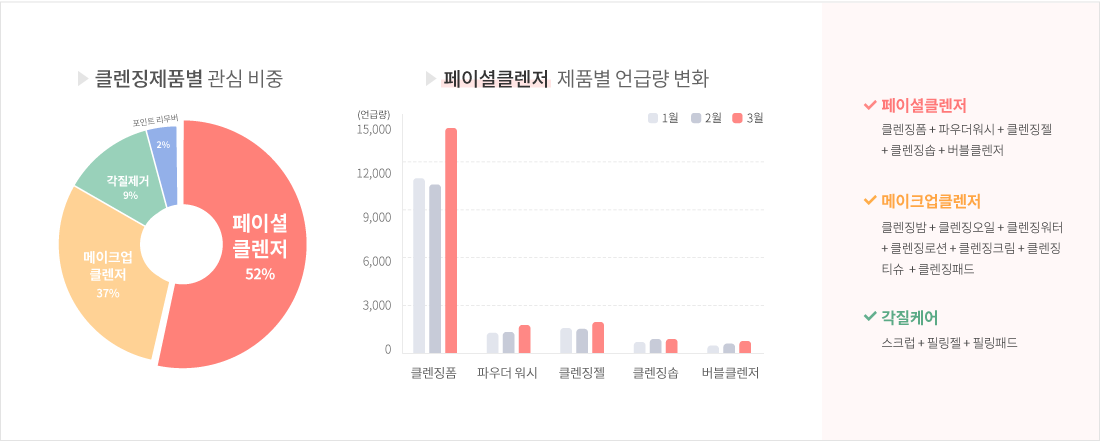 클렌징제품별 관심 비중
포인트 리무버
2%
각질제거
9%
메이크업
클렌저
37%
페이셜
클렌저
52%
페이셜클렌저 제품별 언급량 변화
(언급량)
1월 2월 3월
15,000
12,000
9,000
6,000
3,000
0
클렌징폼 파우더 워시 클렌징젤 클렌징솝 버블클렌저
페이셜클렌저
클렌징폼 + 파우더워시 + 클렌징젤
+ 클렌징솝 + 버블클렌저
메이크업클렌저
클렌징밤 + 클렌징오일 + 클렌징워터
+ 클렌징로션 + 클렌징크림 + 클렌징
티슈 + 클렌징패드
각질케어
스크럽 + 필링젤 + 필링패드